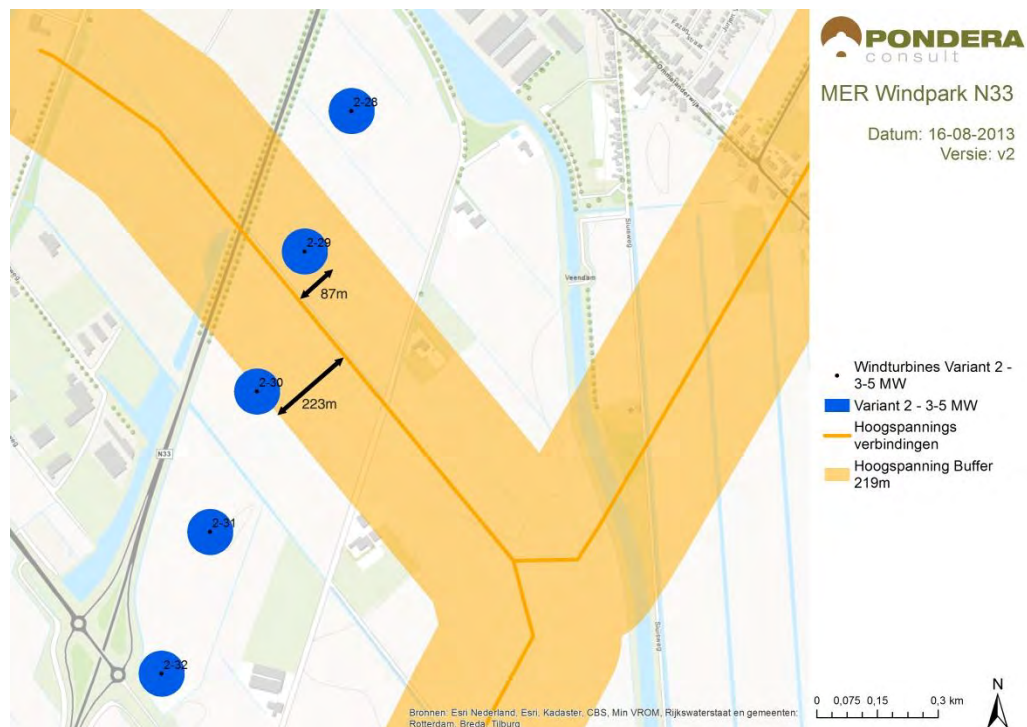 PONDERA
consult
MER Windpark N33
Datum: 16-08-2013
Versie: v2
2-28
2-29
87m
2-30
223m
2-31
2-32
N33
Veendam
Windturbines Variant 2 -
3-5 MW
Variant 2 - 3-5 MW
Hoogspannings
verbindingen
Hoogspanning Buffer
219m
0 0,075 0,15 0,3 km
N
Bronnen: Esri Nederland, Esri, Kadaster, CBS, Min VROM, Rijkswaterstaat en gemeenten:
Rotterdam, Breda, Tilburg